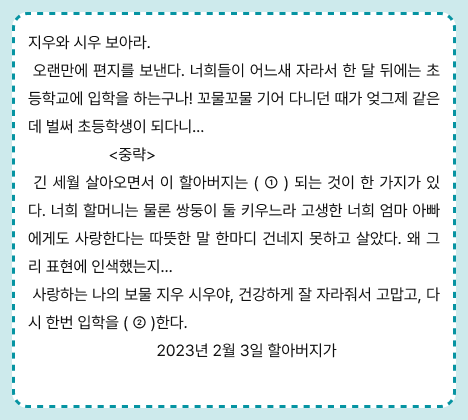 지우와 시우 보아라.
오랜만에 편지를 보낸다. 너희들이 어느새 자라서 한 달 뒤에는 초
등학교에 입학을 하는구나! 꼬물꼬물 기어 다니던 때가 엊그제 같은
데 벌써 초등학생이 되다니...
<중략>
긴 세월 살아오면서 이 할아버지는 ( ① ) 되는 것이 한 가지가 있
다. 너희 할머니는 물론 쌍둥이 둘 키우느라 고생한 너희 엄마 아빠
에게도 사랑한다는 따뜻한 말 한마디 건네지 못하고 살았다. 왜 그
리 표현에 인색했는지...
사랑하는 나의 보물 지우 시우야, 건강하게 잘 자라줘서 고맙고, 다
시 한번 입학을 ( ② )한다.
2023년 2월 3일 할아버지가